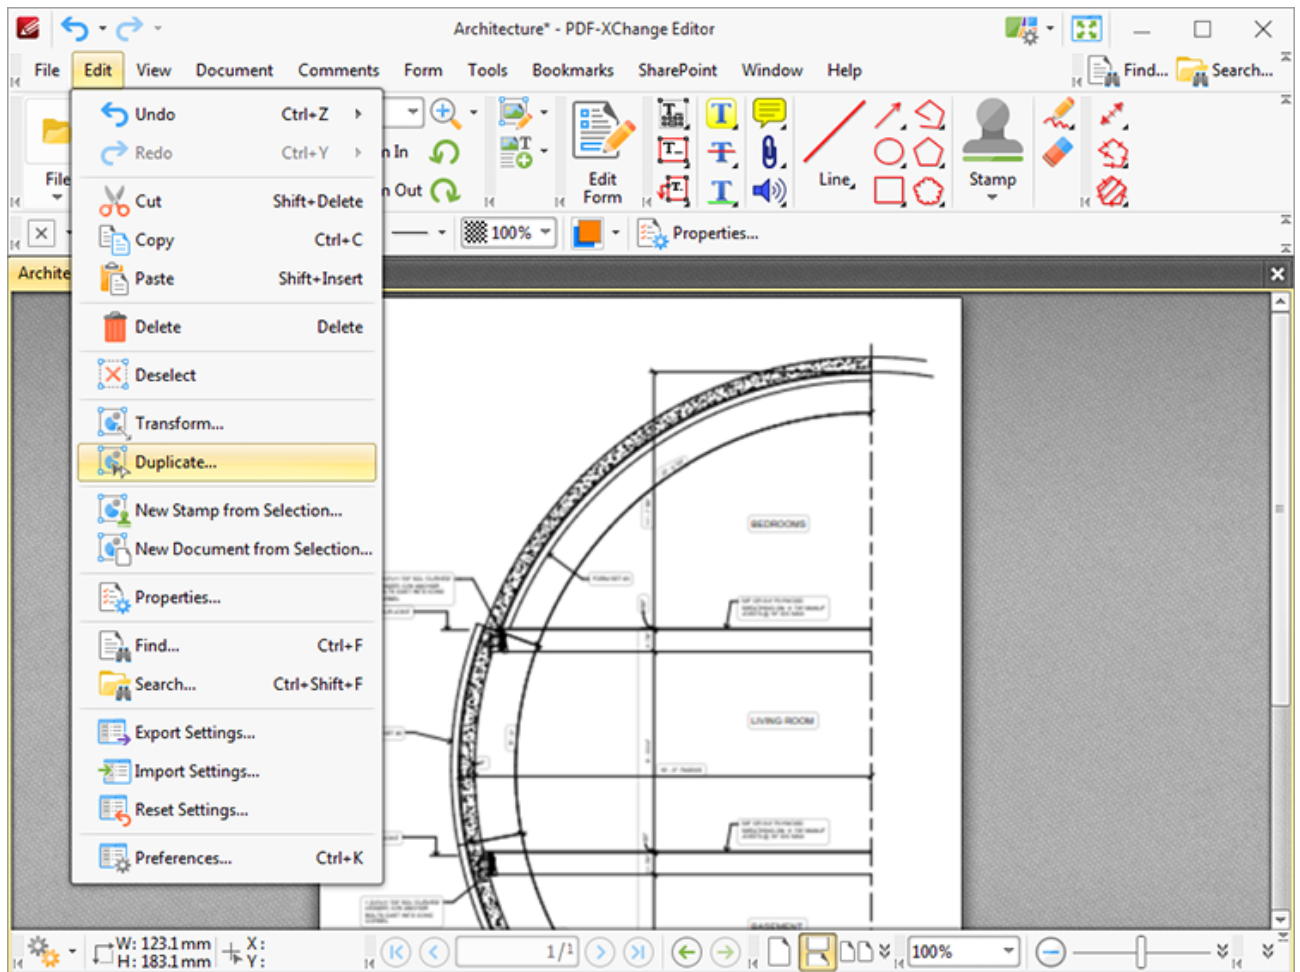 Architecture* - PDF-XChange Editor
File Edit View Document Comments Form Tools Bookmarks SharePoint Window Help Find... Search...
Undo Ctrl+Z
Redo Ctrl+Y
Cut Shift+Delete
Copy Ctrl+C
Paste Shift+Insert
Delete Delete
Deselect
Transform...
Duplicate...
New Stamp from Selection...
New Document from Selection...
Properties...
Find... Ctrl+F
Search... Ctrl+Shift+F
Export Settings...
Import Settings...
Reset Settings...
Preferences... Ctrl+K
File
n In
n Out
Edit
Form
Line
Stamp
100%
Properties...
Archite
BEDROOMS
LIVING ROOM
BASEMENT
W: 123.1 mm
H: 183.1 mm
X:
Y:
1/1
100%